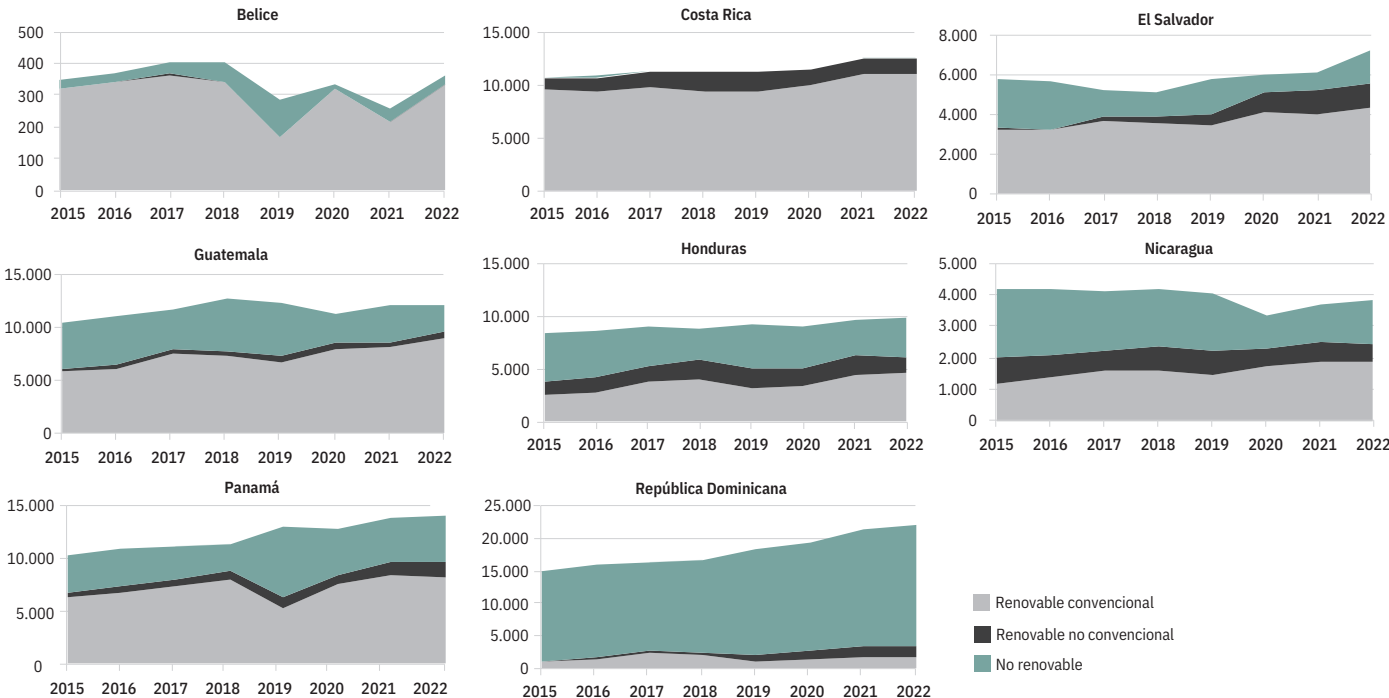 Belice
500
400
300
200
100
0
2015 2016 2017 2018 2019 2020 2021 2022
Costa Rica
15.000
10.000
5.000
0
2015 2016 2017 2018 2019 2020 2021 2022
El Salvador
8.000
6.000
4.000
2.000
0
2015 2016 2017 2018 2019 2020 2021 2022
Guatemala
15.000
10.000
5.000
0
2015 2016 2017 2018 2019 2020 2021 2022
Honduras
15.000
10.000
5.000
0
2015 2016 2017 2018 2019 2020 2021 2022
Nicaragua
5.000
4.000
3.000
2.000
1.000
0
2015 2016 2017 2018 2019 2020 2021 2022
Panamá
15.000
10.000
5.000
0
2015 2016 2017 2018 2019 2020 2021 2022
República Dominicana
25.000
20.000
15.000
10.000
5.000
0
2015 2016 2017 2018 2019 2020 2021 2022
Renovable convencional
Renovable no convencional
No renovable